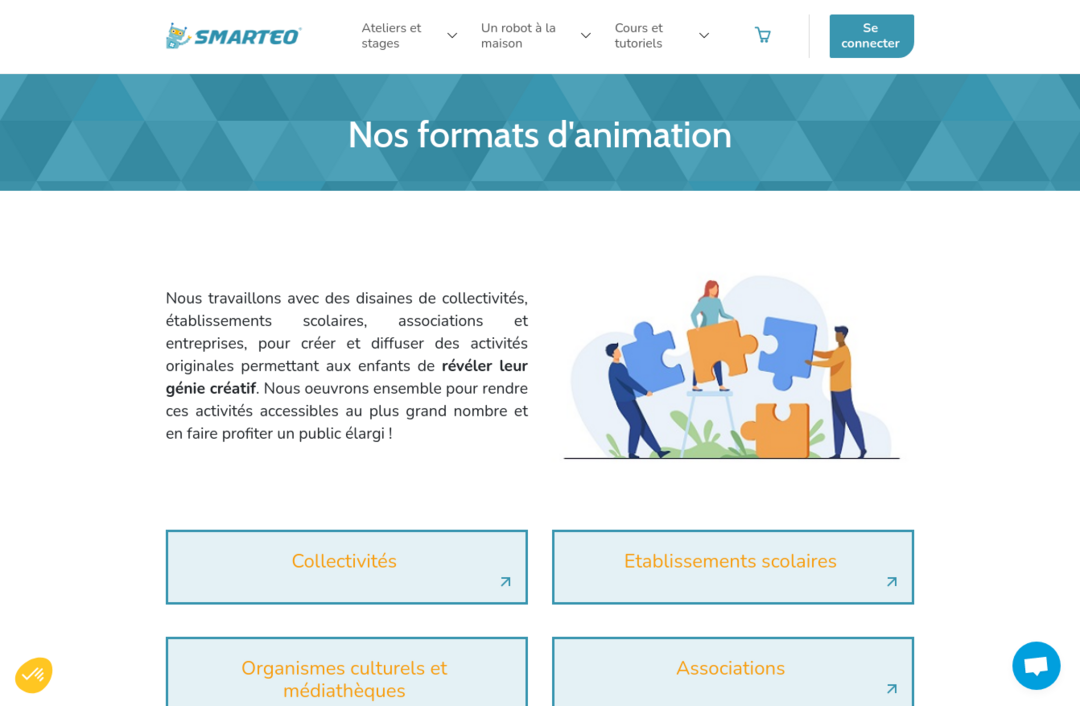 SMARTEO
Ateliers et
stages
Un robot à la
maison
Cours et
tutoriels
Se
connecter
Nos formats d'animation
Nous travaillons avec des disaines de collectivités,
établissements scolaires, associations et
entreprises, pour créer et diffuser des activités
originales permettant aux enfants de révéler leur
génie créatif. Nous oeuvrons ensemble pour rendre
ces activités accessibles au plus grand nombre et
en faire profiter un public élargi !
Collectivités
Etablissements scolaires
Organismes culturels et
médiathèques
Associations